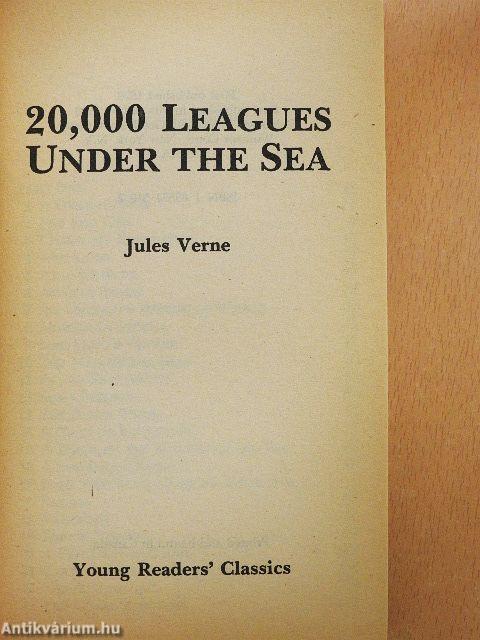 20,000 LEAGUES
UNDER THE SEA
Jules Verne
Young Readers' Classics
Antikvárium.hu